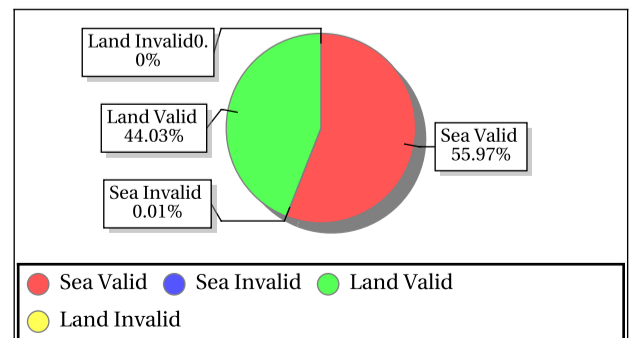 Land Invalid0.
0%
Land Valid
44.03%
Sea Valid
55.97%
Sea Invalid
0.01%
Sea Valid Sea Invalid Land Valid
Land Invalid